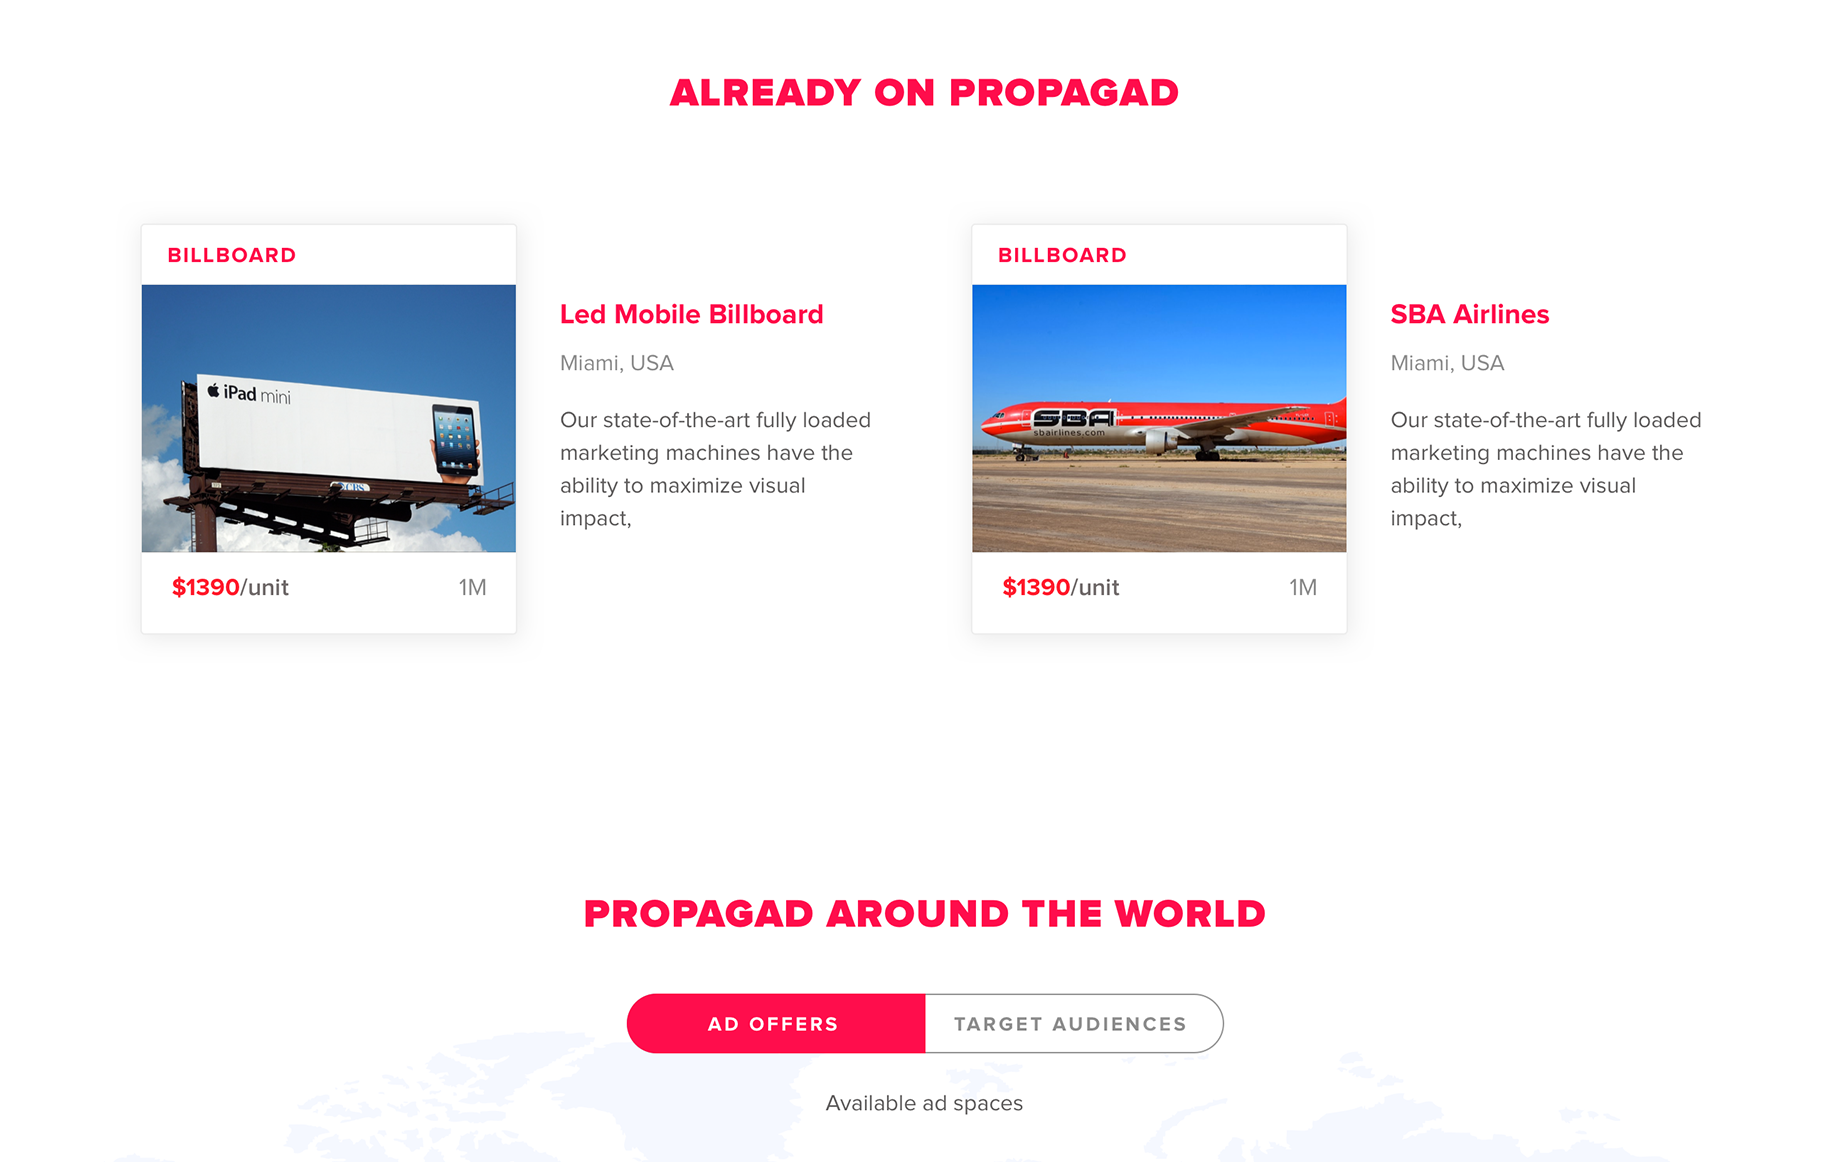 ALREADY ON PROPAGAD
BILLBOARD
iPad mini
CBS
$1390/unit 1M
Led Mobile Billboard
Miami, USA
Our state-of-the-art fully loaded
marketing machines have the
ability to maximize visual
impact,
BILLBOARD
SBA
sbairlines.com
$1390/unit 1M
SBA Airlines
Miami, USA
Our state-of-the-art fully loaded
marketing machines have the
ability to maximize visual
impact,
PROPAGAD AROUND THE WORLD
AD OFFERS
TARGET AUDIENCES
Available ad spaces